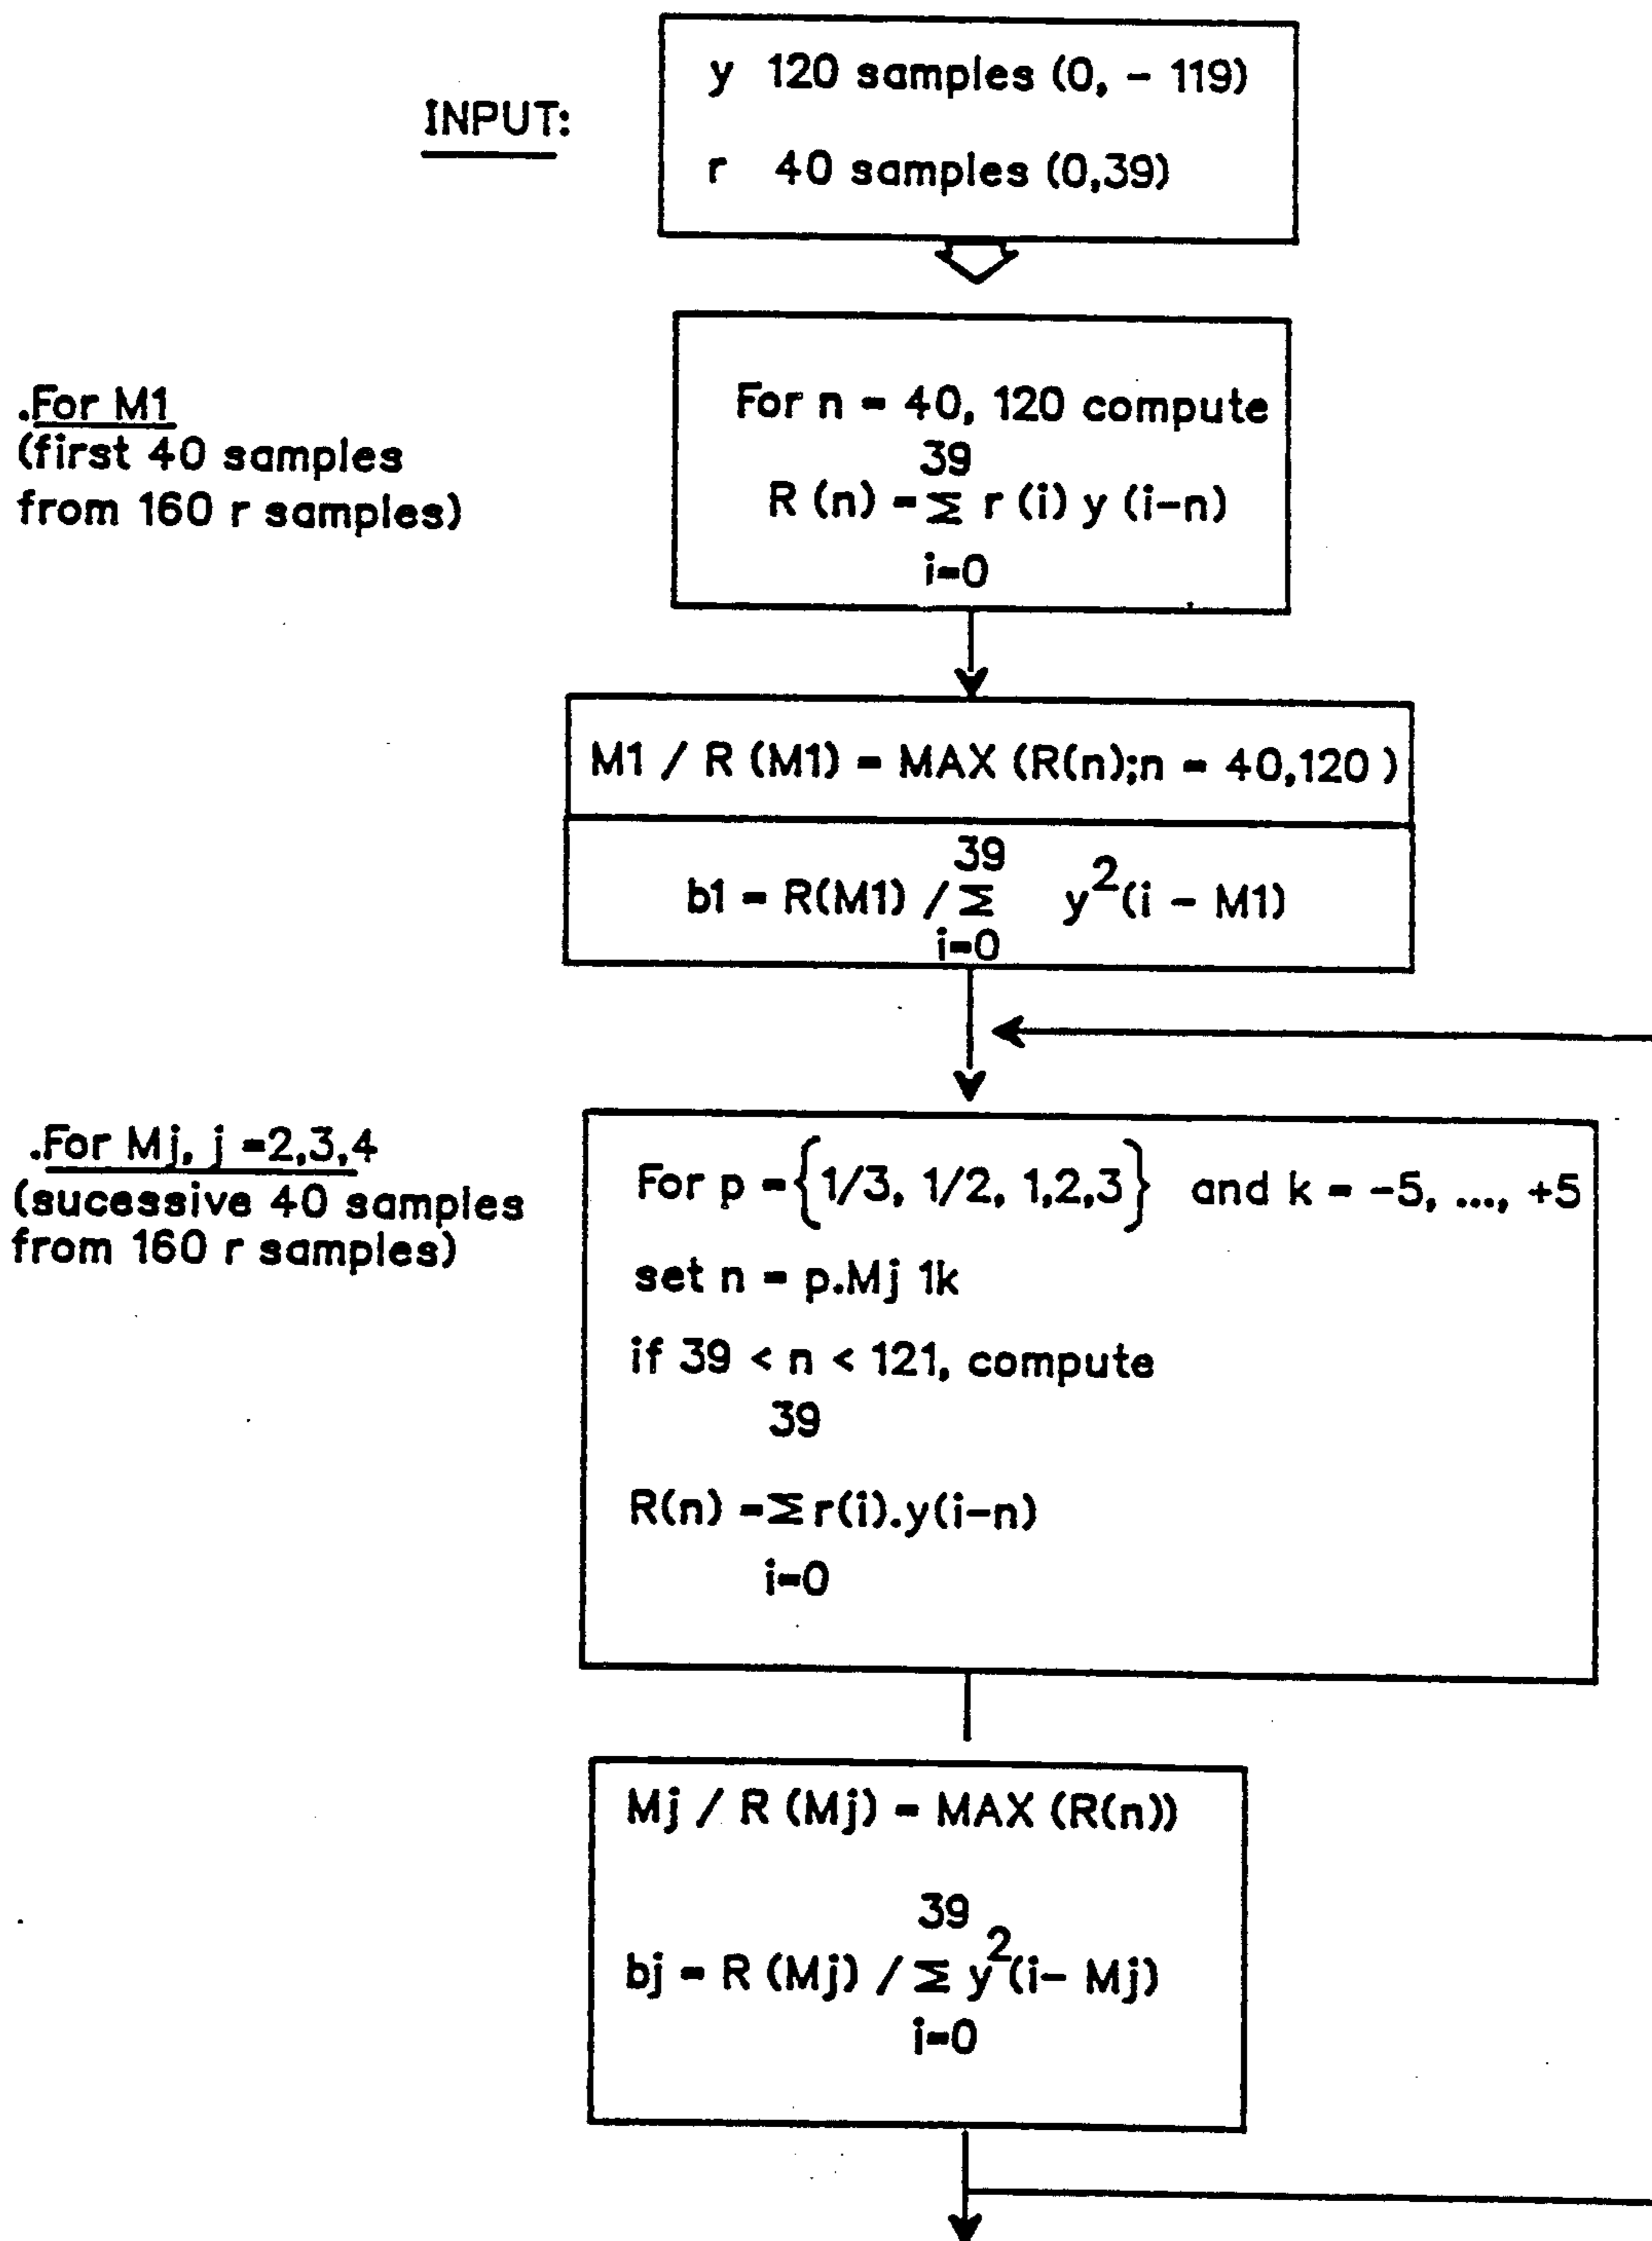 INPUT:
y 120 samples (0, - 119)
r 40 samples (0,39)
.For M1
(first 40 samples
from 160 r samples)
For n = 40, 120 compute
39
R (n) = Σ r (i) y (i-n)
i=0
M1 / R (M1) = MAX (R(n);n = 40,120 )
39
b1 = R(M1) / Σ y²(i - M1)
i=0
.For Mj, j =2,3,4
(sucessive 40 samples
from 160 r samples)
For p = {1/3, 1/2, 1,2,3} and k = -5, ..., +5
set n = p.Mj 1k
if 39 < n < 121, compute
39
R(n) = Σ r(i).y(i-n)
i=0
Mj / R (Mj) = MAX (R(n))
39
bj = R (Mj) / Σ y²(i- Mj)
i=0